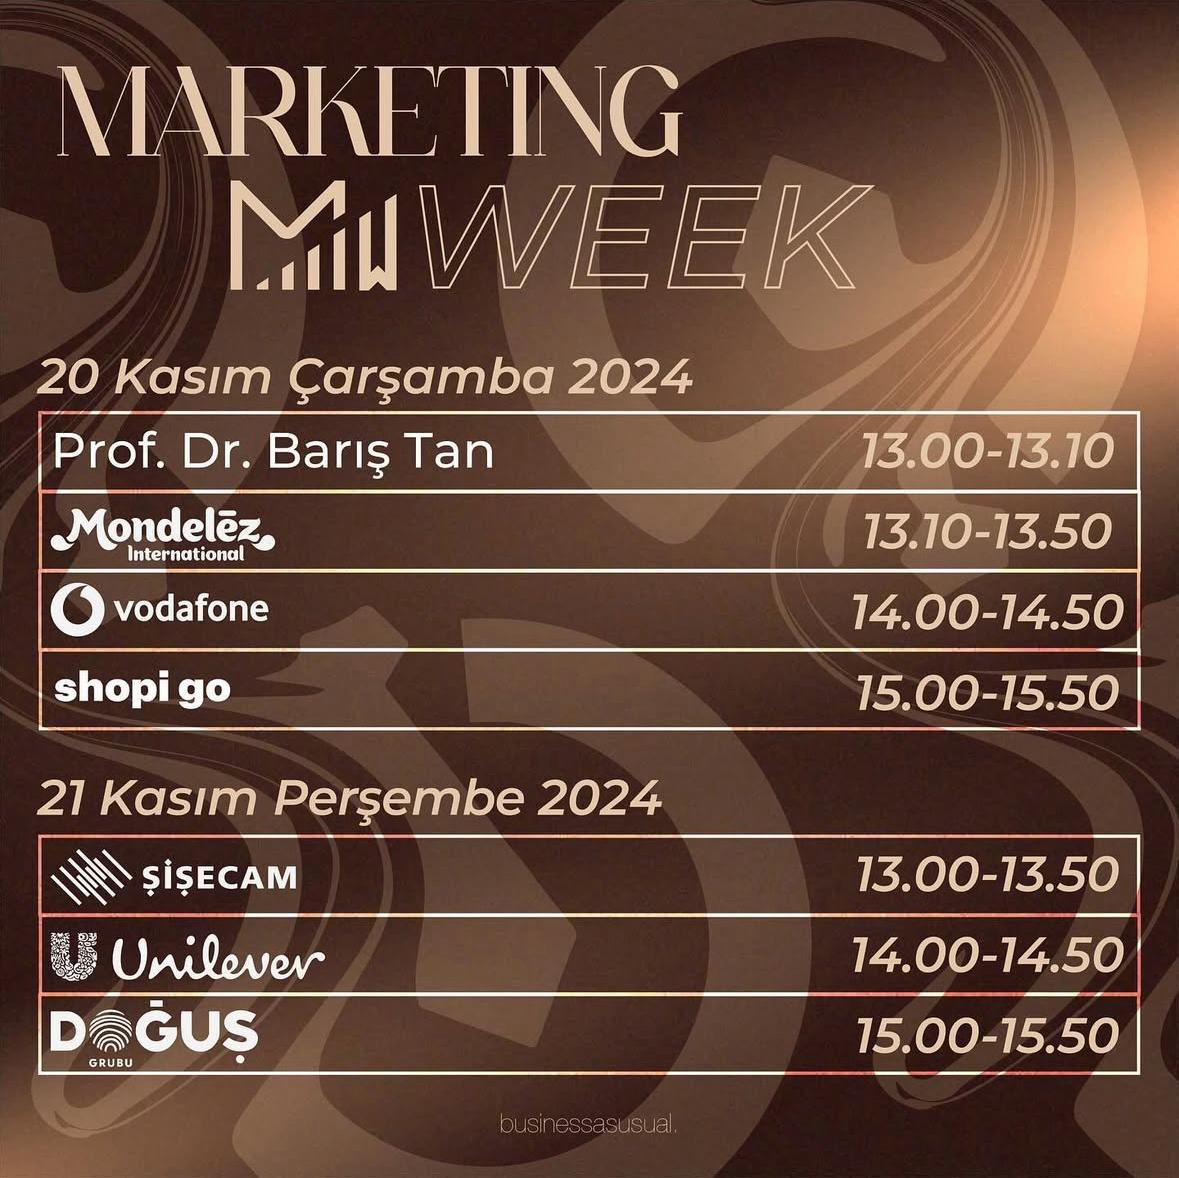 MARKETING
MW WEEK
20 Kasım Çarşamba 2024
Prof. Dr. Barış Tan 13.00-13.10
Mondelēz International 13.10-13.50
vodafone 14.00-14.50
shopi go 15.00-15.50
21 Kasım Perşembe 2024
ŞİŞECAM 13.00-13.50
U Unilever 14.00-14.50
DOĞUŞ GRUBU 15.00-15.50
businessasusual.